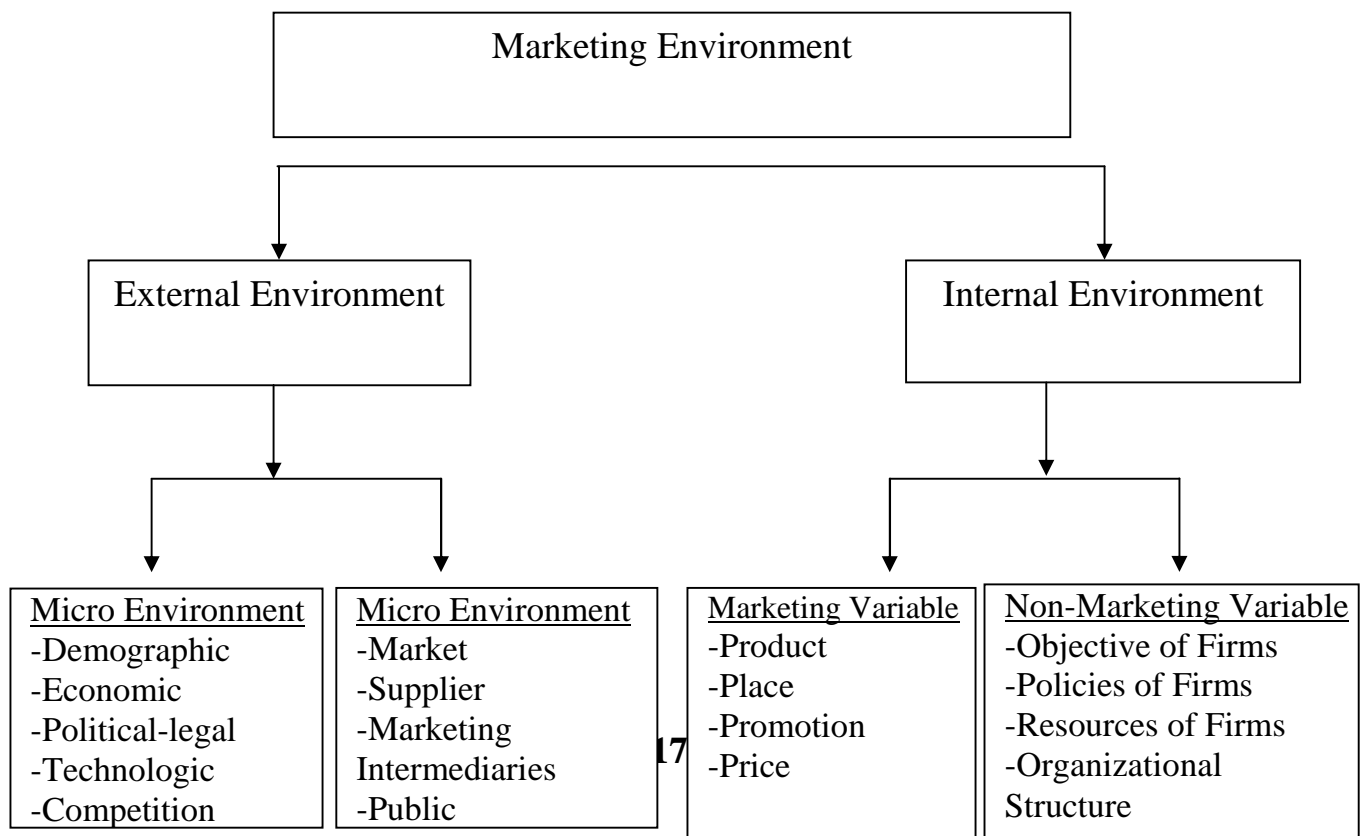 Marketing Environment
External Environment
Internal Environment
Micro Environment
-Demographic
-Economic
-Political-legal
-Technologic
-Competition
Micro Environment
-Market
-Supplier
-Marketing
Intermediaries
-Public
Marketing Variable
-Product
-Place
-Promotion
-Price
Non-Marketing Variable
-Objective of Firms
-Policies of Firms
-Resources of Firms
-Organizational
Structure
17